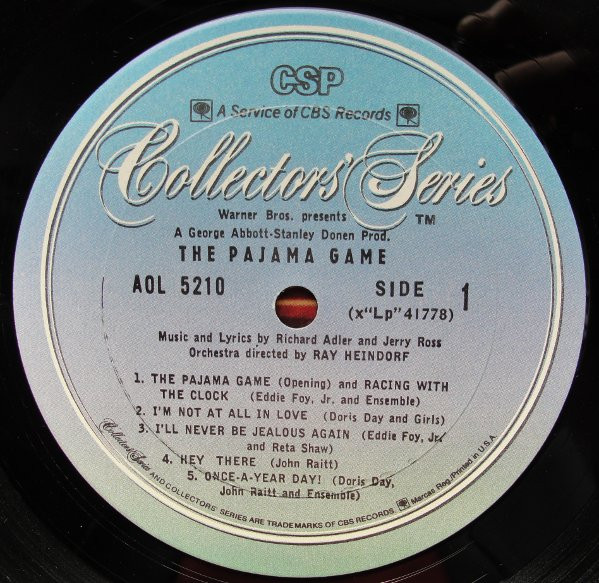 CSP
A Service of CBS Records
Collectors' Series
TM
Warner Bros. presents
A George Abbott-Stanley Donen Prod.
THE PAJAMA GAME
AOL 5210
SIDE 1
(x"Lp"41778)
Music and Lyrics by Richard Adler and Jerry Ross
Orchestra directed by RAY HEINDORF
1. THE PAJAMA GAME (Opening) and RACING WITH
THE CLOCK (Eddie Foy, Jr. and Ensemble)
2. I'M NOT AT ALL IN LOVE (Doris Day and Girls)
3. I'LL NEVER BE JEALOUS AGAIN (Eddie Foy, Jr.
and Reta Shaw)
4. HEY THERE (John Raitt)
5. ONCE-A-YEAR DAY! (Doris Day,
John Raitt and Ensemble)
Collectors' Series AND COLLECTORS' SERIES ARE TRADEMARKS OF CBS RECORDS. Marcas Reg./Printed in U.S.A.